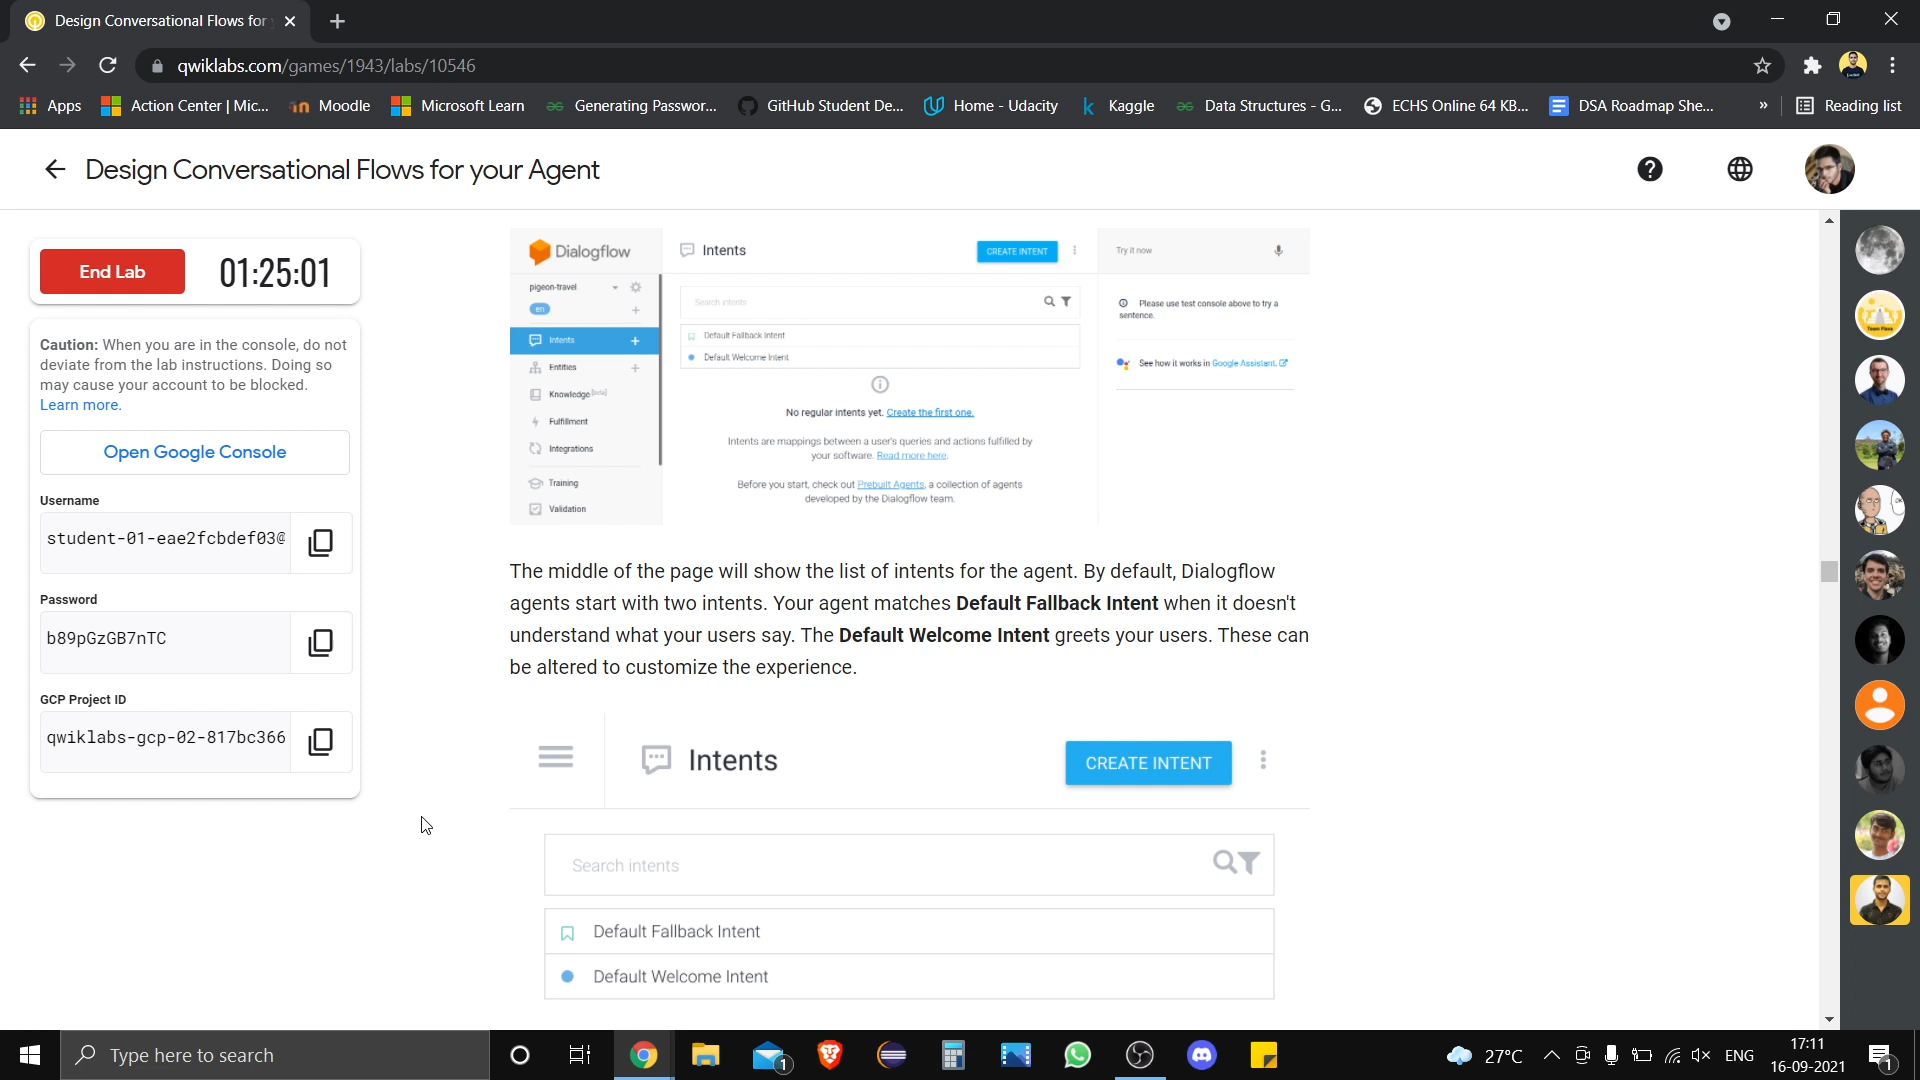 Design Conversational Flows for
qwiklabs.com/games/1943/labs/10546
Apps
Action Center | Mic...
Moodle
Microsoft Learn
Generating Passwor...
GitHub Student De...
Home - Udacity
Kaggle
Data Structures - G...
ECHS Online 64 KB...
DSA Roadmap She...
»
Reading list
Design Conversational Flows for your Agent
End Lab
01:25:01
Caution: When you are in the console, do not
deviate from the lab instructions. Doing so
may cause your account to be blocked.
Learn more.
Open Google Console
Username
student-01-eae2fcbdef03@
Password
b89pGzGB7nTC
GCP Project ID
qwiklabs-gcp-02-817bc366
Dialogflow
pigeon-travel
en
Intents
Entities
Knowledge [beta]
Fulfillment
Integrations
Training
Validation
Intents
CREATE INTENT
Search intents
Default Fallback Intent
Default Welcome Intent
No regular intents yet. Create the first one.
Intents are mappings between a user's queries and actions fulfilled by
your software. Read more here.
Before you start, check out Prebuilt Agents, a collection of agents
developed by the Dialogflow team.
Try it now
Please use test console above to try a
sentence.
See how it works in Google Assistant.
The middle of the page will show the list of intents for the agent. By default, Dialogflow
agents start with two intents. Your agent matches Default Fallback Intent when it doesn't
understand what your users say. The Default Welcome Intent greets your users. These can
be altered to customize the experience.
Intents
CREATE INTENT
Search intents
Default Fallback Intent
Default Welcome Intent
Type here to search
1
27°C
ENG
17:11
16-09-2021
1